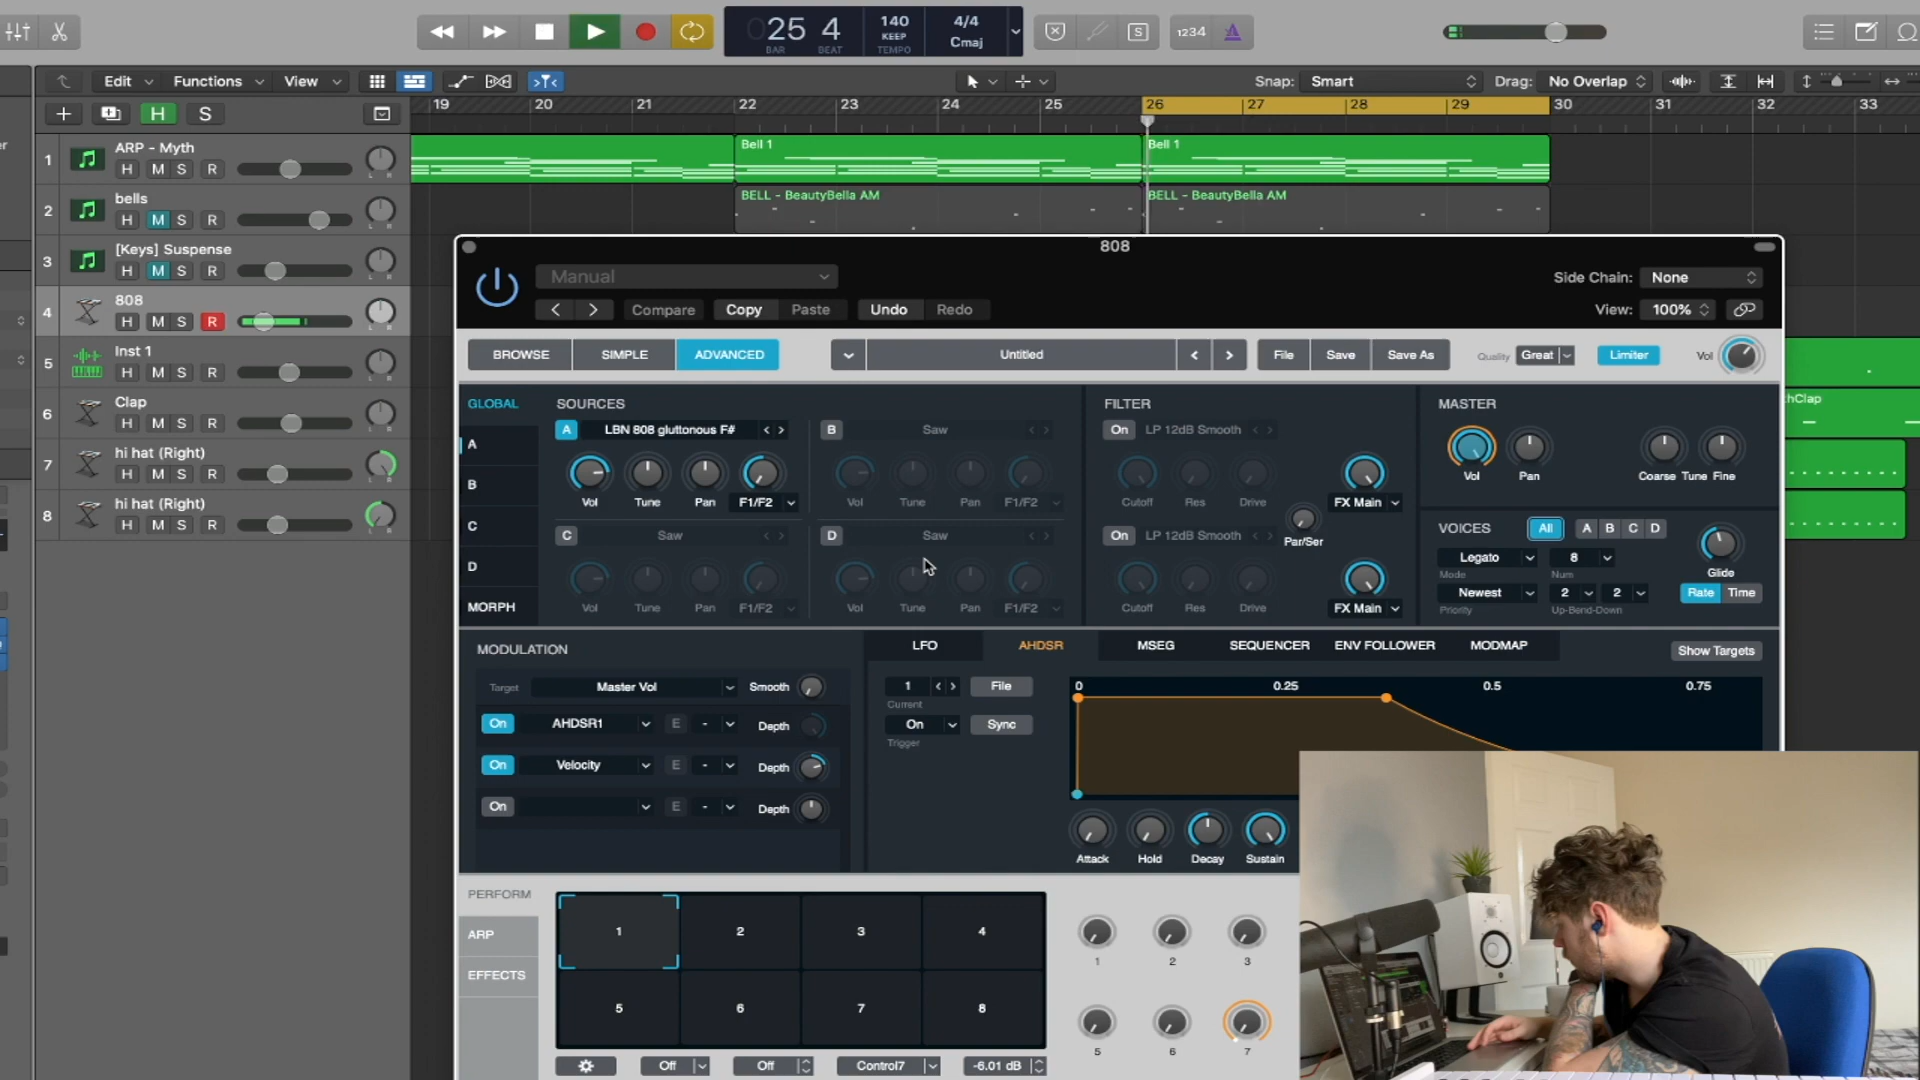 25 4
BAR BEAT
140
KEEP
TEMPO
4/4
Cmaj
S
1234
Edit Functions View
Snap: Smart
Drag: No Overlap
H S
19 20 21 22 23 24 25 26 27 28 29 30 31 32 33
1 ARP - Myth
H M S R
Bell 1
Bell 1
2 bells
H M S R
BELL - BeautyBella AM
BELL - BeautyBella AM
3 [Keys] Suspense
H M S R
4 808
H M S R
5 Inst 1
H M S R
6 Clap
H M S R
hClap
7 hi hat (Right)
H M S R
8 hi hat (Right)
H M S R
808
Manual
Side Chain: None
Compare Copy Paste Undo Redo
View: 100%
BROWSE SIMPLE ADVANCED
Untitled
File Save Save As
Quality Great Limiter Vol
GLOBAL
A
B
C
D
MORPH
SOURCES
A LBN 808 gluttonous F#
Vol Tune Pan F1/F2
B Saw
Vol Tune Pan F1/F2
C Saw
Vol Tune Pan F1/F2
D Saw
Vol Tune Pan F1/F2
FILTER
On LP 12dB Smooth
Cutoff Res Drive FX Main
Par/Ser
On LP 12dB Smooth
Cutoff Res Drive FX Main
MASTER
Vol Pan Coarse Tune Fine
VOICES All A B C D
Legato 8
Mode Num
Newest 2 2
Priority Up-Bend-Down
Glide
Rate Time
MODULATION
Target Master Vol Smooth
On AHDSR1 E - Depth
On Velocity E - Depth
On E - Depth
LFO AHDSR MSEG SEQUENCER ENV FOLLOWER MODMAP
Show Targets
1 File
Current
On Sync
Trigger
0 0.25 0.5 0.75
Attack Hold Decay Sustain
PERFORM
ARP
EFFECTS
1 2 3 4
5 6 7 8
1 2 3
5 6 7
Off Off Control7 -6.01 dB